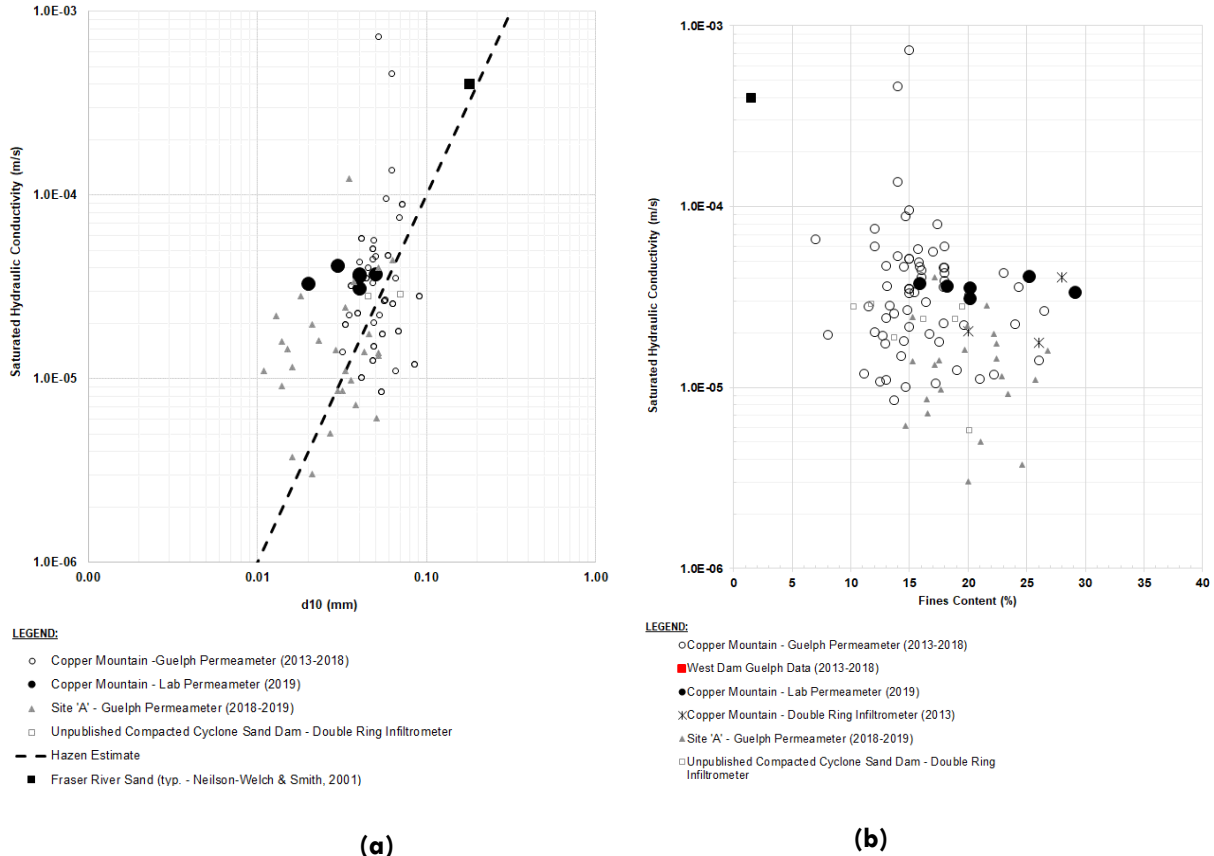 1.0E-03
1.0E-04
1.0E-05
1.0E-06
Saturated Hydraulic Conductivity (m/s)
0.00 0.01 0.10 1.00
d10 (mm)
LEGEND:
Copper Mountain -Guelph Permeameter (2013-2018)
Copper Mountain - Lab Permeameter (2019)
Site 'A' - Guelph Permeameter (2018-2019)
Unpublished Compacted Cyclone Sand Dam - Double Ring Infiltrometer
Hazen Estimate
Fraser River Sand (typ. - Neilson-Welch & Smith, 2001)
(a)
1.0E-03
1.0E-04
1.0E-05
1.0E-06
Saturated Hydraulic Conductivity (m/s)
0 5 10 15 20 25 30 35 40
Fines Content (%)
LEGEND:
Copper Mountain - Guelph Permeameter (2013-2018)
West Dam Guelph Data (2013-2018)
Copper Mountain - Lab Permeameter (2019)
Copper Mountain - Double Ring Infiltrometer (2013)
Site 'A' - Guelph Permeameter (2018-2019)
Unpublished Compacted Cyclone Sand Dam - Double Ring
Infiltrometer
(b)